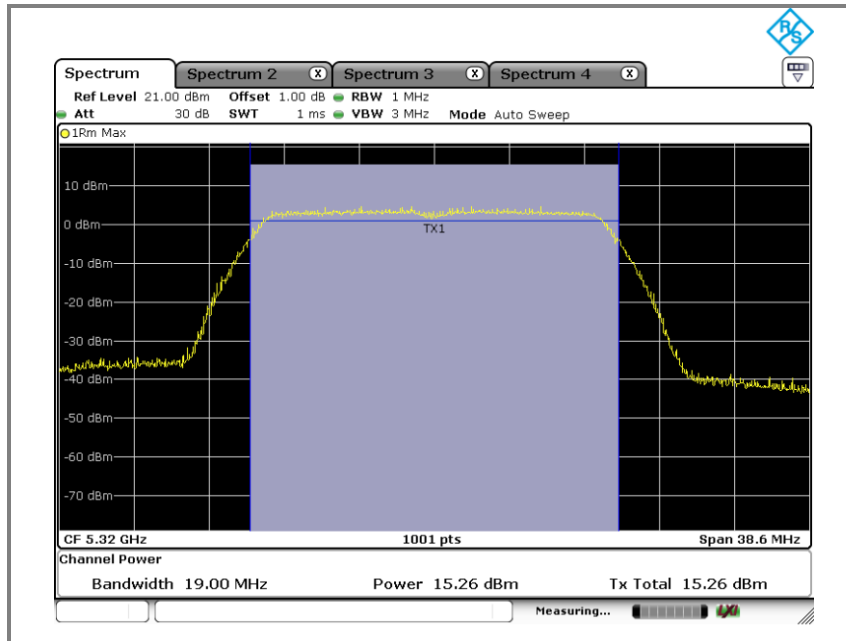 R&S
Spectrum Spectrum 2 X Spectrum 3 X Spectrum 4 X
Ref Level 21.00 dBm Offset 1.00 dB RBW 1 MHz
Att 30 dB SWT 1 ms VBW 3 MHz Mode Auto Sweep
1Rm Max
10 dBm
0 dBm
TX1
-10 dBm
-20 dBm
-30 dBm
-40 dBm
-50 dBm
-60 dBm
-70 dBm
CF 5.32 GHz 1001 pts Span 38.6 MHz
Channel Power
Bandwidth 19.00 MHz Power 15.26 dBm Tx Total 15.26 dBm
Measuring... LXI